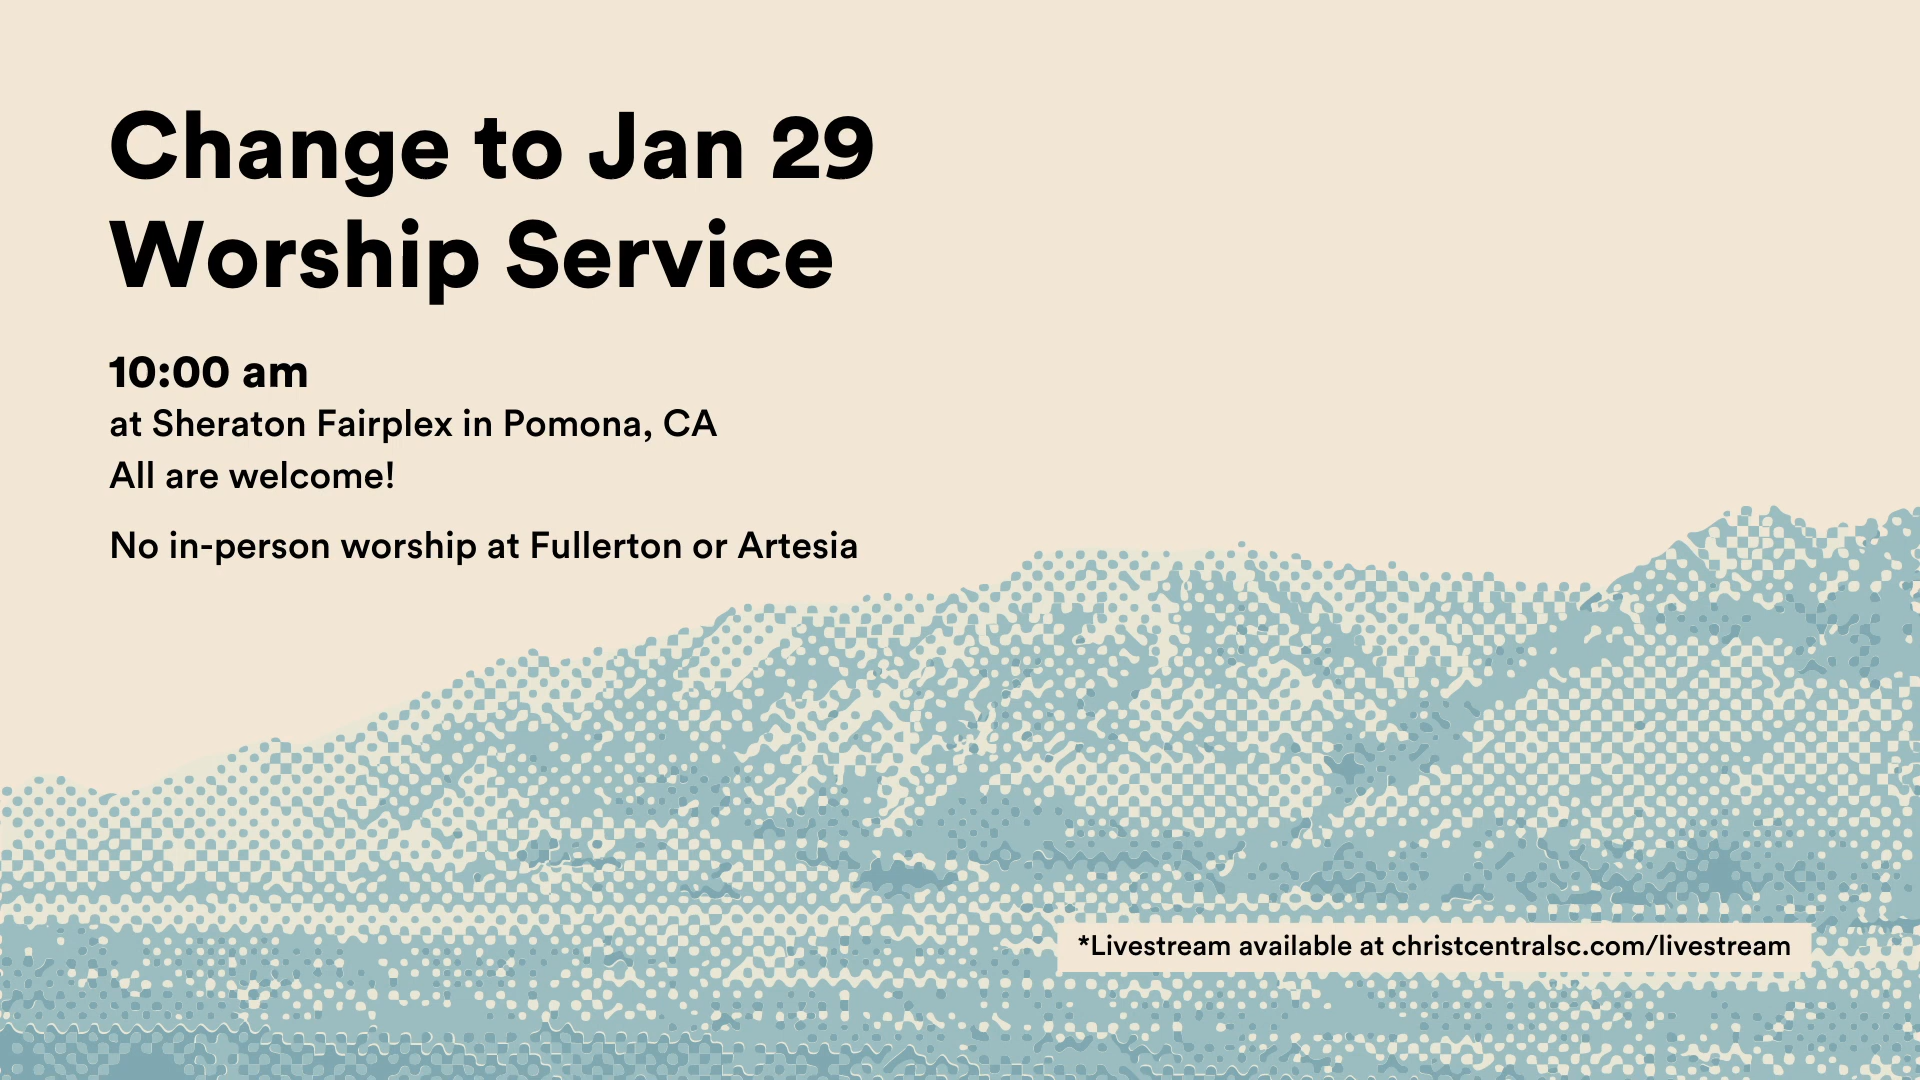 Change to Jan 29
Worship Service
10:00 am
at Sheraton Fairplex in Pomona, CA
All are welcome!
No in-person worship at Fullerton or Artesia
*Livestream available at christcentralsc.com/livestream